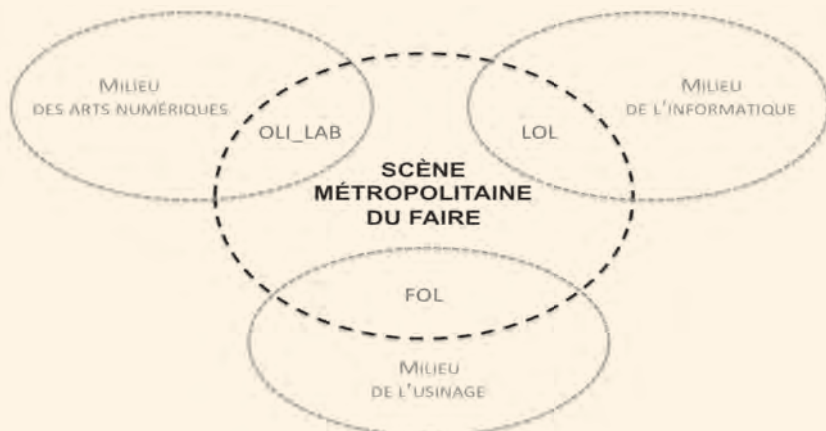 MILIEU
DES ARTS NUMÉRIQUES
OLI_LAB
MILIEU
DE L'INFORMATIQUE
LOL
SCÈNE
MÉTROPOLITAINE
DU FAIRE
FOL
MILIEU
DE L'USINAGE